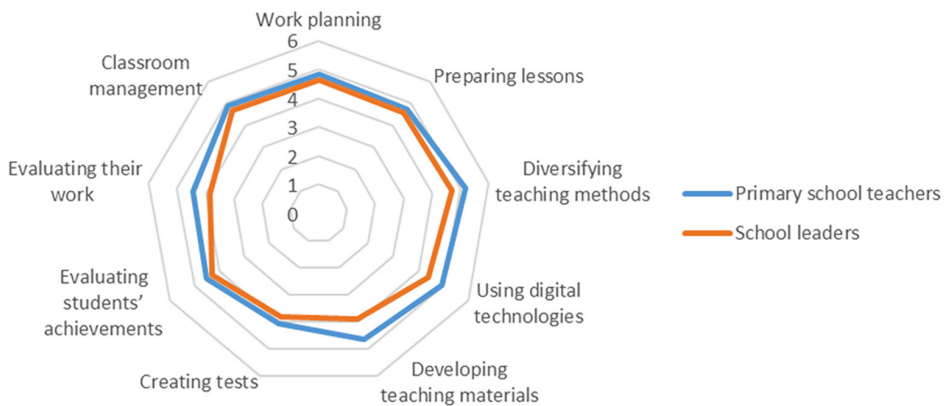 Work planning
6
5
4
3
2
1
0
Preparing lessons
Diversifying
teaching methods
Using digital
technologies
Developing
teaching materials
Creating tests
Evaluating
students’
achievements
Evaluating their
work
Classroom
management
Primary school teachers
School leaders